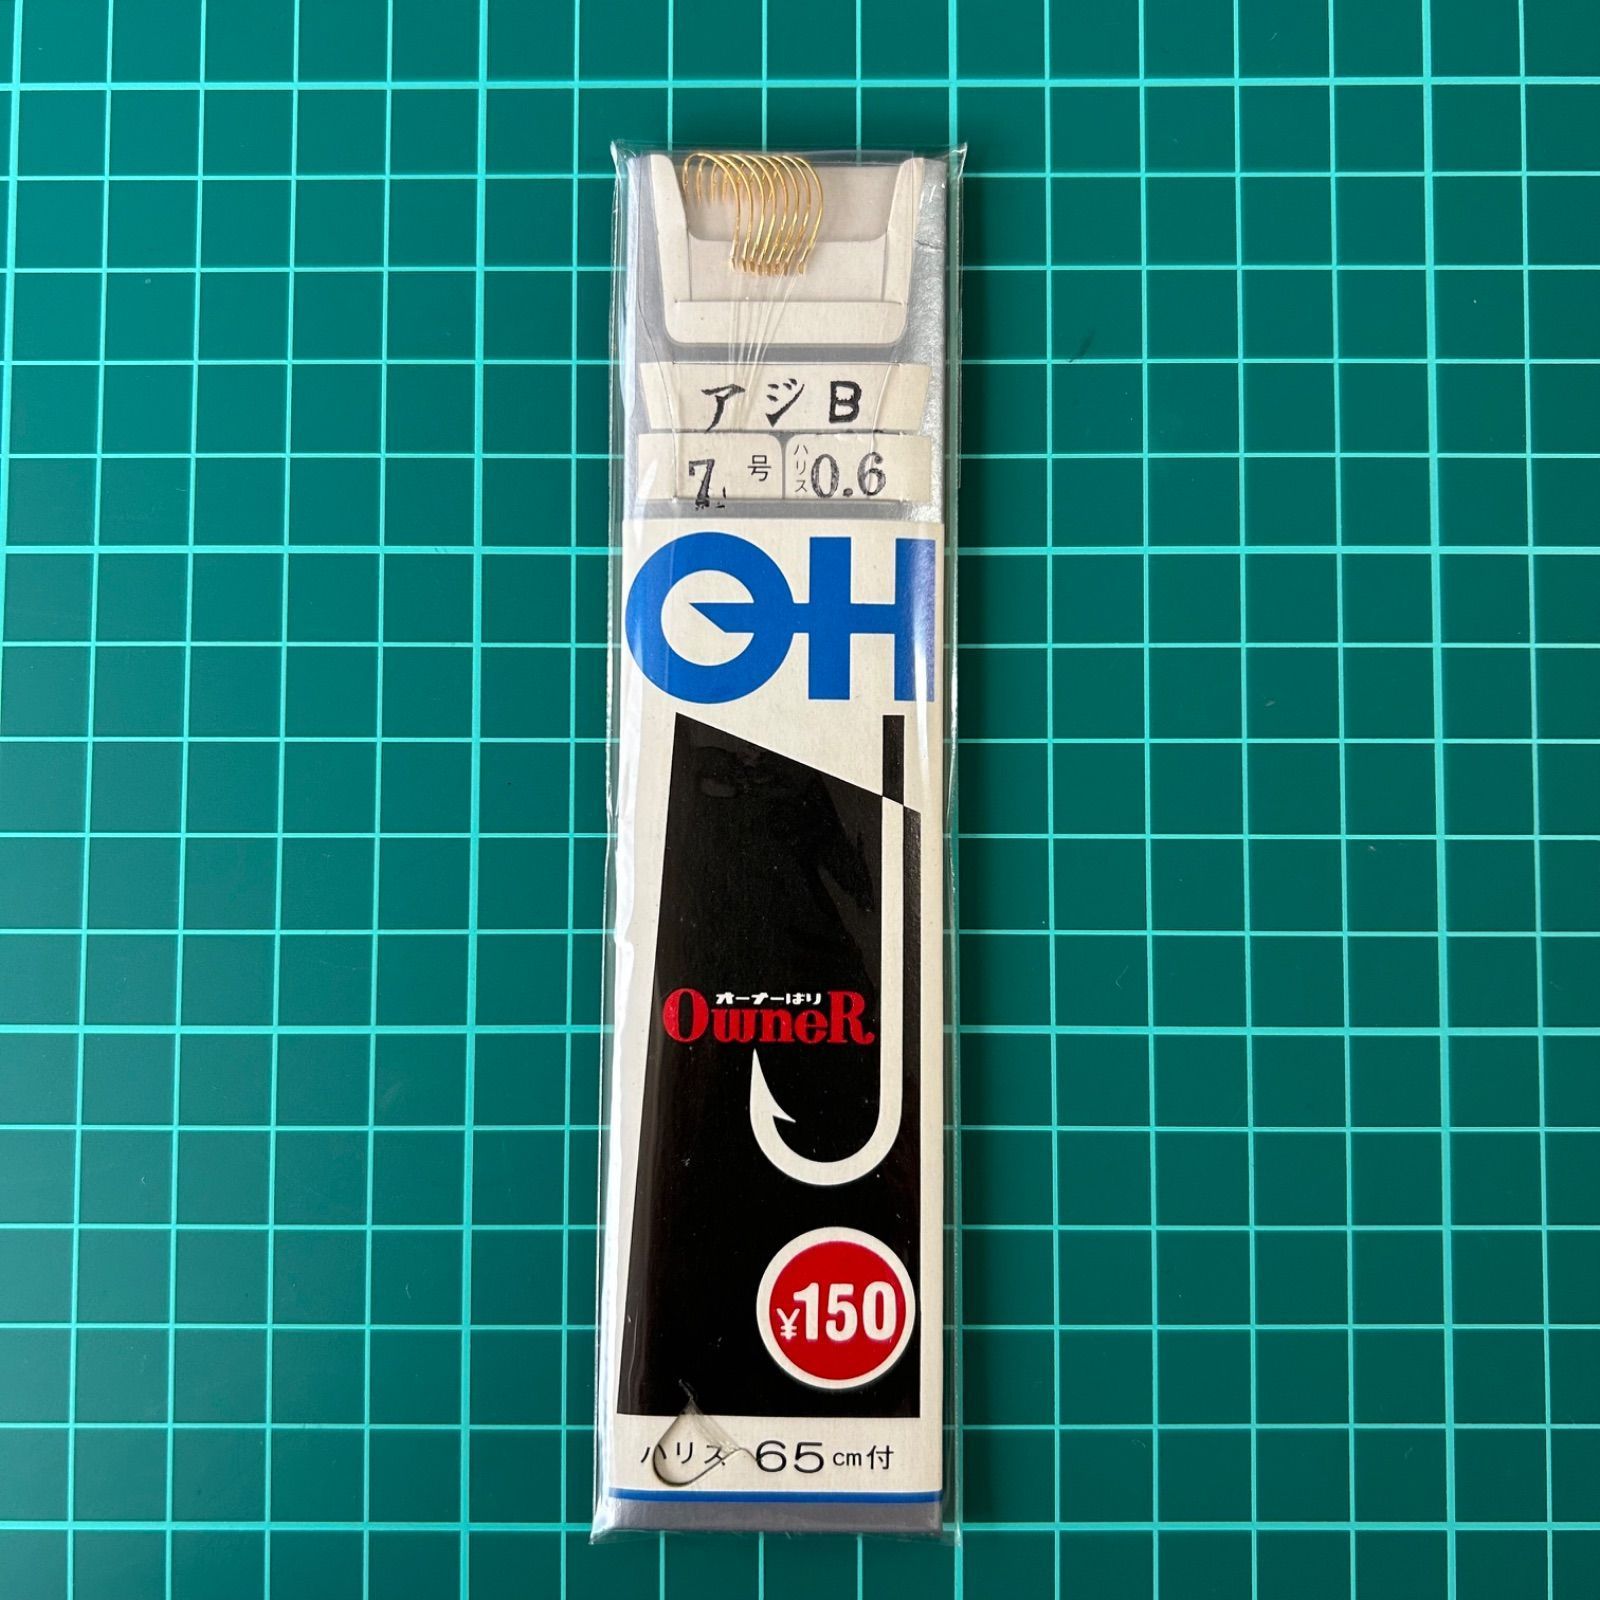 アジ B
7 号 ハリス 0.6
OH
オーナーばり
OwneR
¥150
ハリス 65cm付